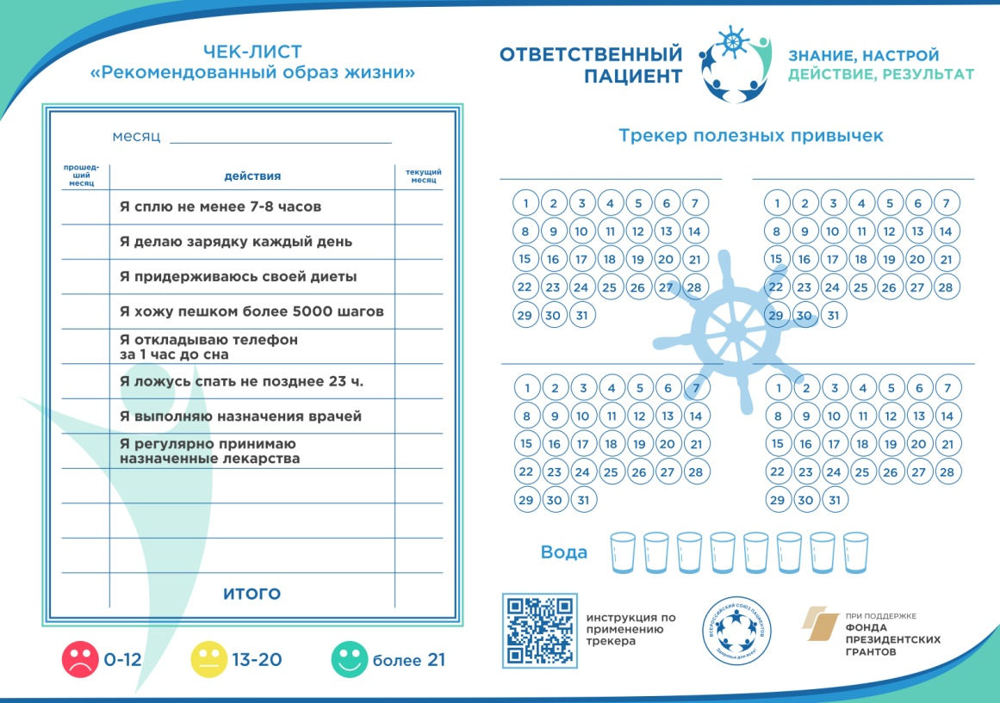 ЧЕК-ЛИСТ
«Рекомендованный образ жизни»
месяц
прошед-
ший
месяц
действия
текущий
месяц
Я сплю не менее 7-8 часов
Я делаю зарядку каждый день
Я придерживаюсь своей диеты
Я хожу пешком более 5000 шагов
Я откладываю телефон
за 1 час до сна
Я ложусь спать не позднее 23 ч.
Я выполняю назначения врачей
Я регулярно принимаю
назначенные лекарства
ИТОГО
0-12
13-20
более 21
ОТВЕТСТВЕННЫЙ
ПАЦИЕНТ
ЗНАНИЕ, НАСТРОЙ
ДЕЙСТВИЕ, РЕЗУЛЬТАТ
Трекер полезных привычек
1 2 3 4 5 6 7
8 9 10 11 12 13 14
15 16 17 18 19 20 21
22 23 24 25 26 27 28
29 30 31
1 2 3 4 5 6 7
8 9 10 11 12 13 14
15 16 17 18 19 20 21
22 23 24 25 26 27 28
29 30 31
1 2 3 4 5 6 7
8 9 10 11 12 13 14
15 16 17 18 19 20 21
22 23 24 25 26 27 28
29 30 31
1 2 3 4 5 6 7
8 9 10 11 12 13 14
15 16 17 18 19 20 21
22 23 24 25 26 27 28
29 30 31
Вода
инструкция по
применению
трекера
ВСЕРОССИЙСКИЙ СОЮЗ ПАЦИЕНТОВ
Здоровье для всех!
ПРИ ПОДДЕРЖКЕ
ФОНДА
ПРЕЗИДЕНТСКИХ
ГРАНТОВ